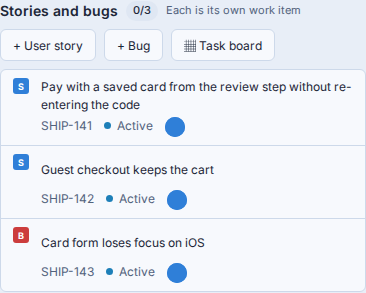 Stories and bugs 0/3 Each is its own work item
+ User story + Bug Task board
S Pay with a saved card from the review step without re-
entering the code
SHIP-141 Active
S Guest checkout keeps the cart
SHIP-142 Active
B Card form loses focus on iOS
SHIP-143 Active